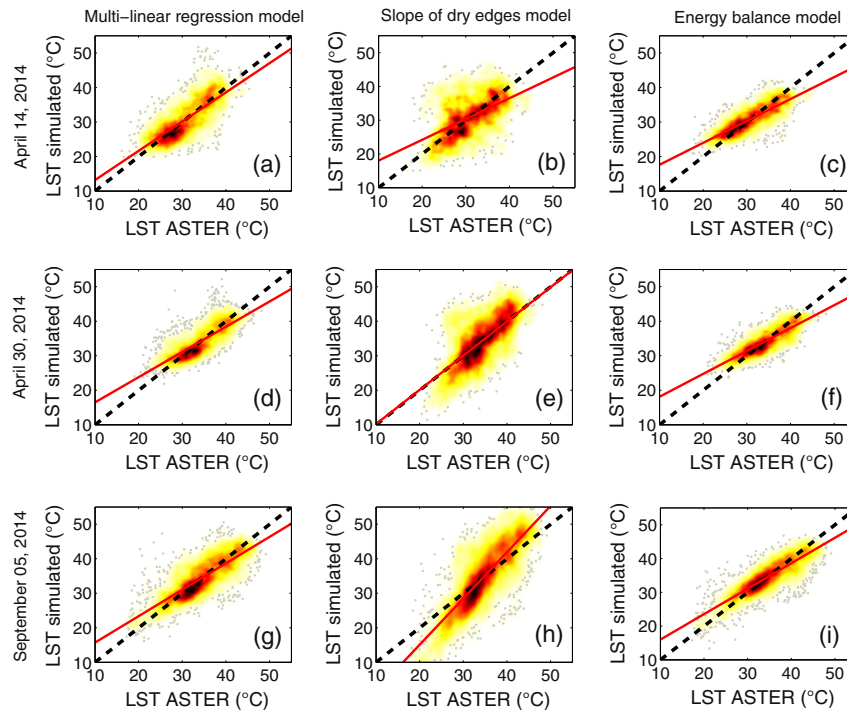 Multi-linear regression model
Slope of dry edges model
Energy balance model
April 14, 2014
LST simulated (°C)
50
40
30
20
10
(a)
10 20 30 40 50
LST ASTER (°C)
LST simulated (°C)
50
40
30
20
10
(b)
10 20 30 40 50
LST ASTER (°C)
LST simulated (°C)
50
40
30
20
10
(c)
10 20 30 40 50
LST ASTER (°C)
April 30, 2014
LST simulated (°C)
50
40
30
20
10
(d)
10 20 30 40 50
LST ASTER (°C)
LST simulated (°C)
50
40
30
20
10
(e)
10 20 30 40 50
LST ASTER (°C)
LST simulated (°C)
50
40
30
20
10
(f)
10 20 30 40 50
LST ASTER (°C)
September 05, 2014
LST simulated (°C)
50
40
30
20
10
(g)
10 20 30 40 50
LST ASTER (°C)
LST simulated (°C)
50
40
30
20
10
(h)
10 20 30 40 50
LST ASTER (°C)
LST simulated (°C)
50
40
30
20
10
(i)
10 20 30 40 50
LST ASTER (°C)